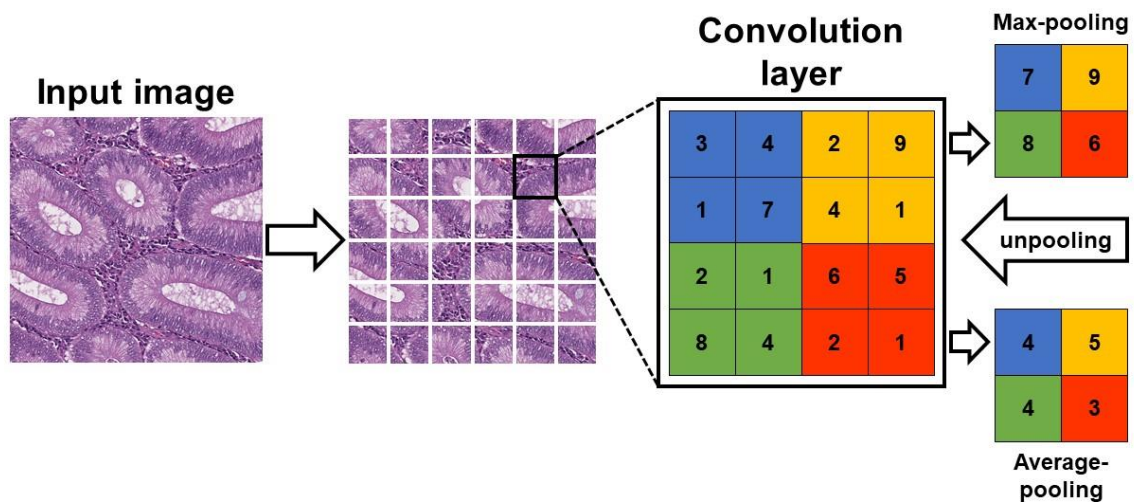 Input image
Convolution
layer
3 4 2 9
1 7 4 1
2 1 6 5
8 4 2 1
Max-pooling
7 9
8 6
unpooling
4 5
4 3
Average-
pooling